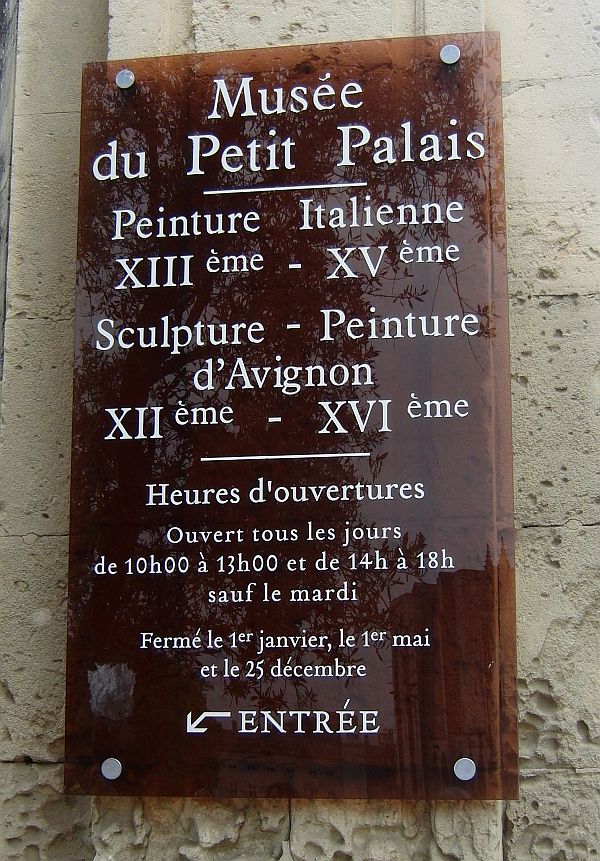 Musée
du Petit Palais
Peinture Italienne
XIII ème - XV ème
Sculpture - Peinture
d'Avignon
XII ème - XVI ème
Heures d'ouvertures
Ouvert tous les jours
de 10h00 à 13h00 et de 14h à 18h
sauf le mardi
Fermé le 1er janvier, le 1er mai
et le 25 décembre
↙ ENTRÉE